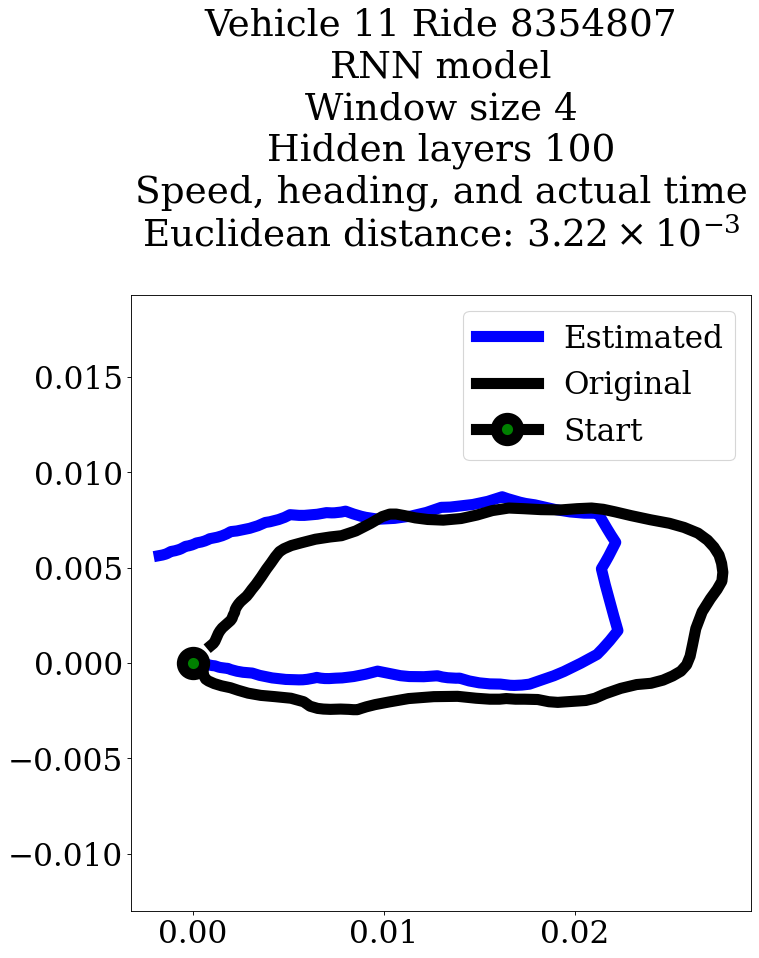 Vehicle 11 Ride 8354807
RNN model
Window size 4
Hidden layers 100
Speed, heading, and actual time
Euclidean distance: 3.22 × 10⁻³
Estimated
Original
Start
0.015
0.010
0.005
0.000
−0.005
−0.010
0.00 0.01 0.02